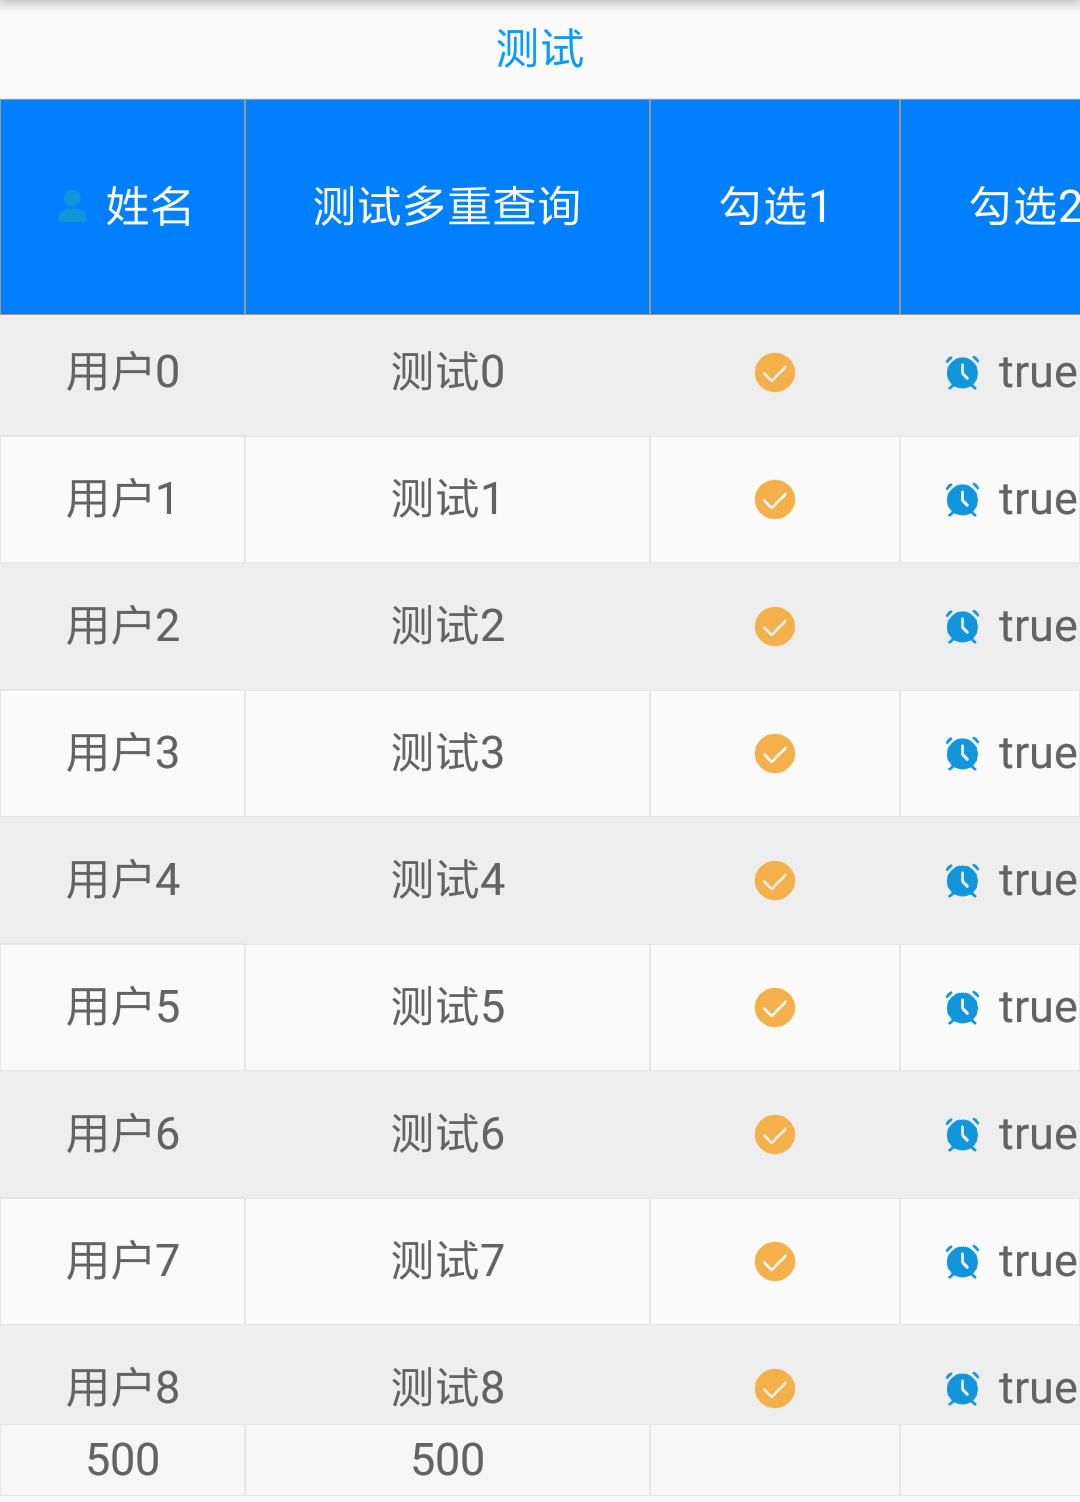 测试
姓名 测试多重查询 勾选1 勾选2
用户0 测试0 true
用户1 测试1 true
用户2 测试2 true
用户3 测试3 true
用户4 测试4 true
用户5 测试5 true
用户6 测试6 true
用户7 测试7 true
用户8 测试8 true
500 500